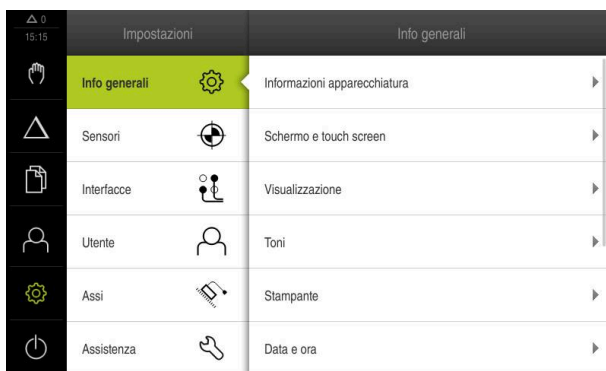 0
15:15
Impostazioni
Info generali
Info generali
Sensori
Interfacce
Utente
Assi
Assistenza
Informazioni apparecchiatura
Schermo e touch screen
Visualizzazione
Toni
Stampante
Data e ora